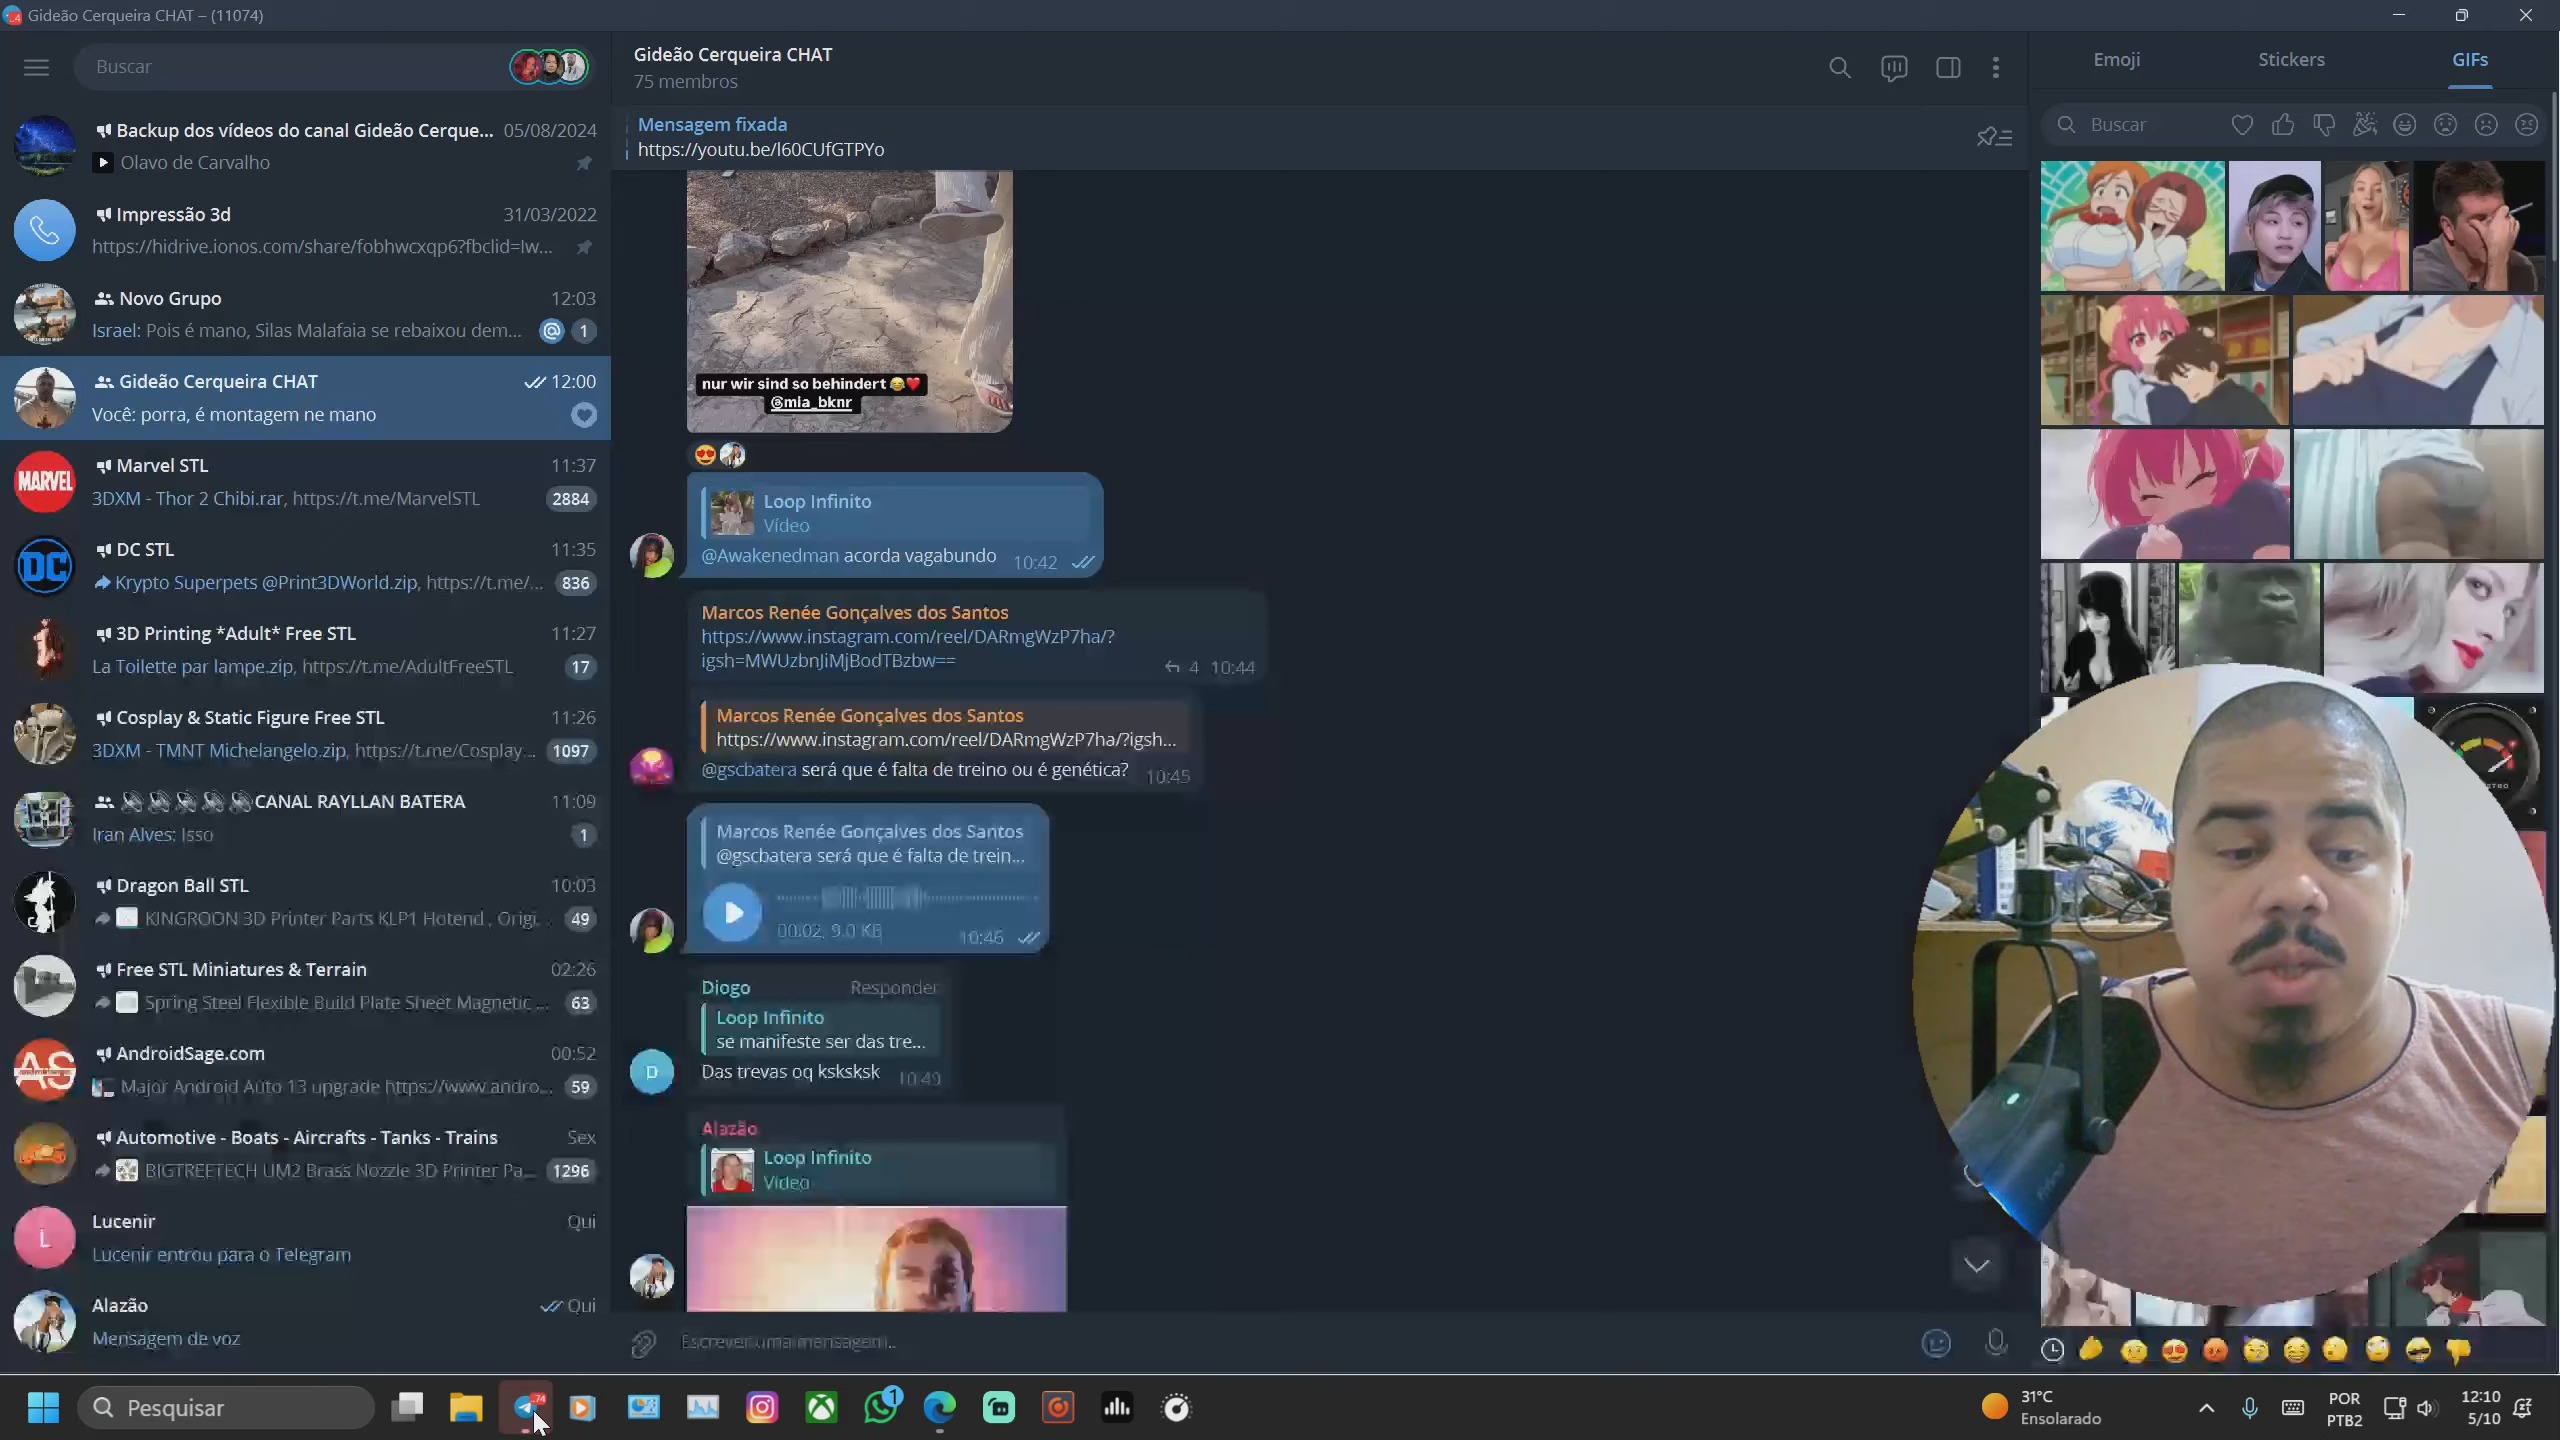 Gideão Cerqueira CHAT – (11074)
Buscar
Backup dos vídeos do canal Gideão Cerque... 05/08/2024
Olavo de Carvalho
Impressão 3d 31/03/2022
https://hidrive.ionos.com/share/fobhwcxqp6?fbclid=Iw...
Novo Grupo 12:03
Israel: Pois é mano, Silas Malafaia se rebaixou dem... @ 1
Gideão Cerqueira CHAT 12:00
Você: porra, é montagem ne mano
MARVEL
Marvel STL 11:37
3DXM - Thor 2 Chibi.rar, https://t.me/MarvelSTL 2884
DC
DC STL 11:35
Krypto Superpets @Print3DWorld.zip, https://t.me/... 836
3D Printing *Adult* Free STL 11:27
La Toilette par lampe.zip, https://t.me/AdultFreeSTL 17
Cosplay & Static Figure Free STL 11:26
3DXM - TMNT Michelangelo.zip, https://t.me/Cosplay... 1097
CANAL RAYLLAN BATERA 11:09
Iran Alves: Isso 1
Dragon Ball STL 10:03
KINGROON 3D Printer Parts KLP1 Hotend , Origi... 49
Free STL Miniatures & Terrain 02:26
Spring Steel Flexible Build Plate Sheet Magnetic ... 63
AS
AndroidSage.com 00:52
Major Android Auto 13 upgrade https://www.andro... 59
Automotive - Boats - Aircrafts - Tanks - Trains Sex
BIGTREETECH UM2 Brass Nozzle 3D Printer Pa... 1296
L
Lucenir Qui
Lucenir entrou para o Telegram
Alazão Qui
Mensagem de voz
Gideão Cerqueira CHAT
75 membros
Mensagem fixada
https://youtu.be/l60CUfGTPYo
nur wir sind so behindert 😂❤️
@mia_bknr
Loop Infinito
Vídeo
@Awakenedman acorda vagabundo 10:42
Marcos Renée Gonçalves dos Santos
https://www.instagram.com/reel/DARmgWzP7ha/?
igsh=MWUzbnJiMjBodTBzbw== 4 10:44
Marcos Renée Gonçalves dos Santos
https://www.instagram.com/reel/DARmgWzP7ha/?igsh...
@gscbatera será que é falta de treino ou é genética? 10:45
Marcos Renée Gonçalves dos Santos
@gscbatera será que é falta de trein...
00:02, 9.0 KB 10:46
Diogo Responder
Loop Infinito
se manifeste ser das tre...
D
Das trevas oq ksksksk 10:49
Alazão
Loop Infinito
Vídeo
Escrever uma mensagem...
Emoji Stickers GIFs
Buscar
Pesquisar
74
1
31°C
Ensolarado
POR
PTB2
12:10
5/10